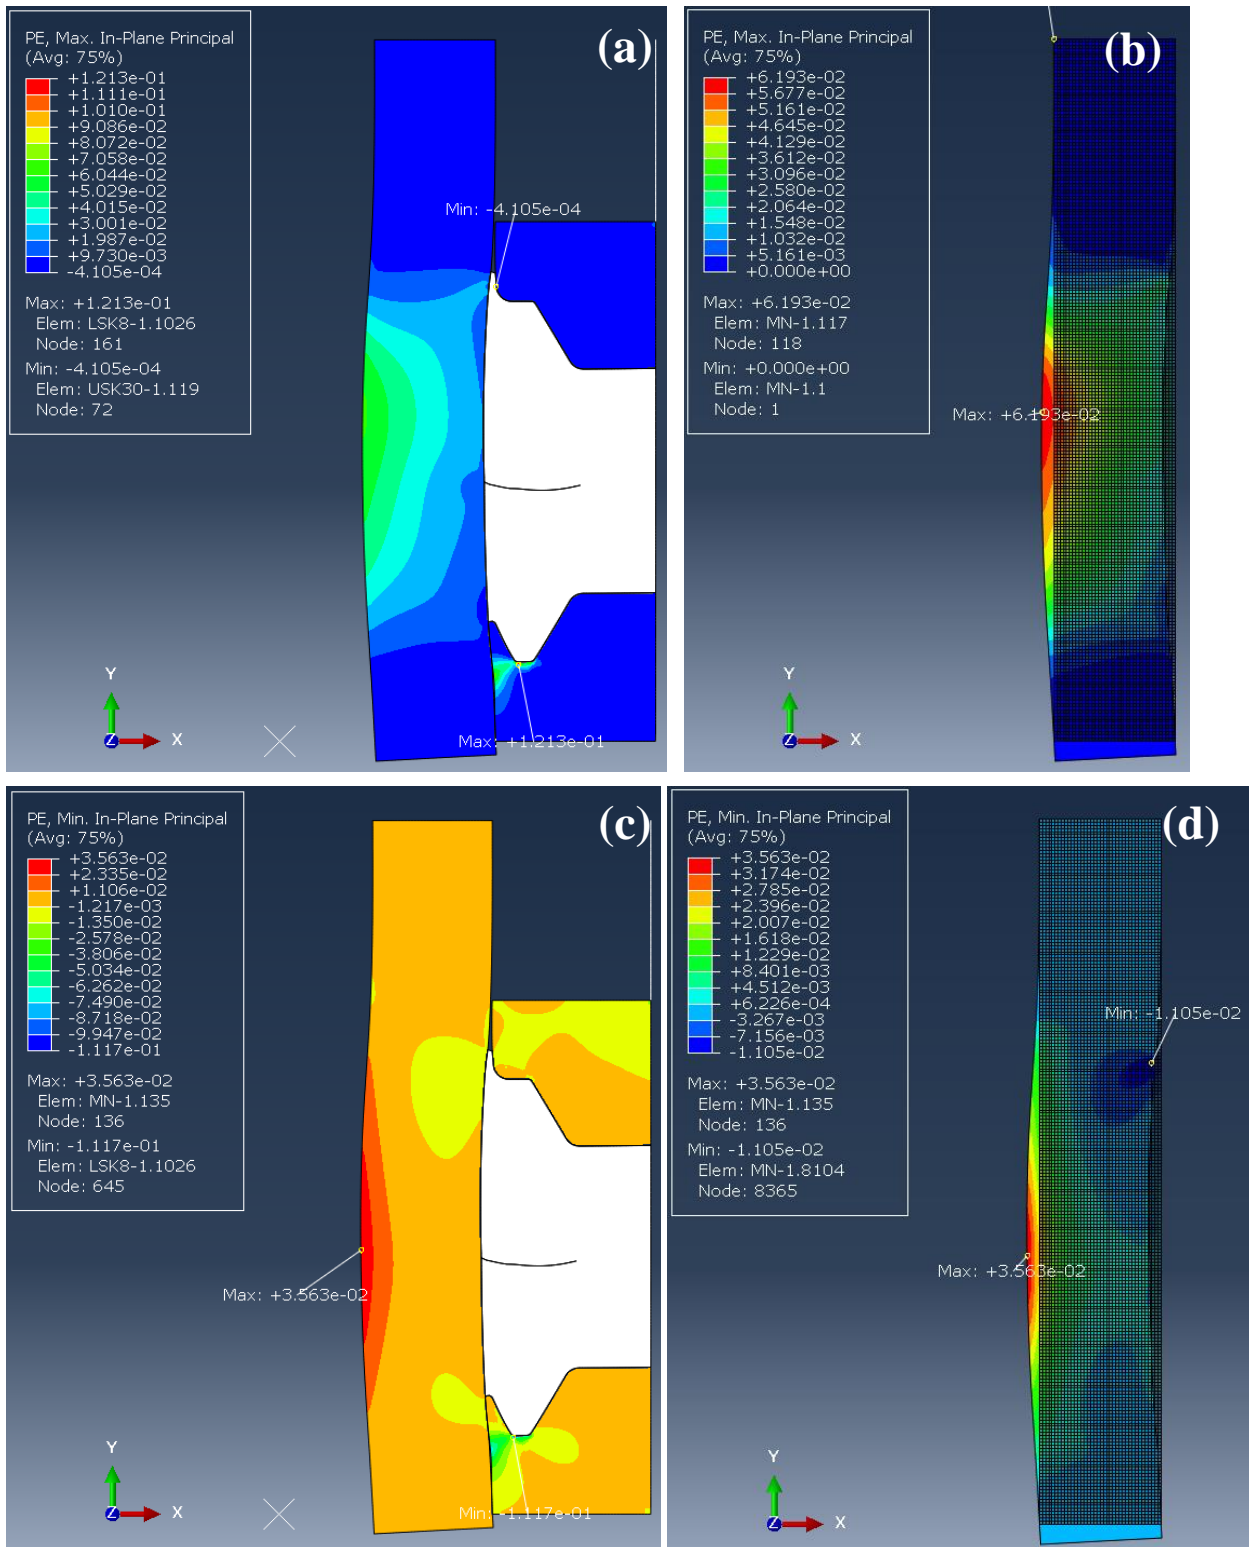 (a)
PE, Max. In-Plane Principal
(Avg: 75%)
+1.213e-01
+1.111e-01
+1.010e-01
+9.086e-02
+8.072e-02
+7.058e-02
+6.044e-02
+5.029e-02
+4.015e-02
+3.001e-02
+1.987e-02
+9.730e-03
-4.105e-04
Max: +1.213e-01
Elem: LSK8-1.1026
Node: 161
Min: -4.105e-04
Elem: USK30-1.119
Node: 72
Min: -4.105e-04
Max: +1.213e-01
Y
Z
X
(b)
PE, Max. In-Plane Principal
(Avg: 75%)
+6.193e-02
+5.677e-02
+5.161e-02
+4.645e-02
+4.129e-02
+3.612e-02
+3.096e-02
+2.580e-02
+2.064e-02
+1.548e-02
+1.032e-02
+5.161e-03
+0.000e+00
Max: +6.193e-02
Elem: MN-1.117
Node: 118
Min: +0.000e+00
Elem: MN-1.1
Node: 1
Max: +6.193e-02
Y
Z
X
(c)
PE, Min. In-Plane Principal
(Avg: 75%)
+3.563e-02
+2.335e-02
+1.106e-02
-1.217e-03
-1.350e-02
-2.578e-02
-3.806e-02
-5.034e-02
-6.262e-02
-7.490e-02
-8.718e-02
-9.947e-02
-1.117e-01
Max: +3.563e-02
Elem: MN-1.135
Node: 136
Min: -1.117e-01
Elem: LSK8-1.1026
Node: 645
Max: +3.563e-02
Min: -1.117e-01
Y
Z
X
(d)
PE, Min. In-Plane Principal
(Avg: 75%)
+3.563e-02
+3.174e-02
+2.785e-02
+2.396e-02
+2.007e-02
+1.618e-02
+1.229e-02
+8.401e-03
+4.512e-03
+6.226e-04
-3.267e-03
-7.156e-03
-1.105e-02
Max: +3.563e-02
Elem: MN-1.135
Node: 136
Min: -1.105e-02
Elem: MN-1.8104
Node: 8365
Min: -1.105e-02
Max: +3.563e-02
Y
Z
X